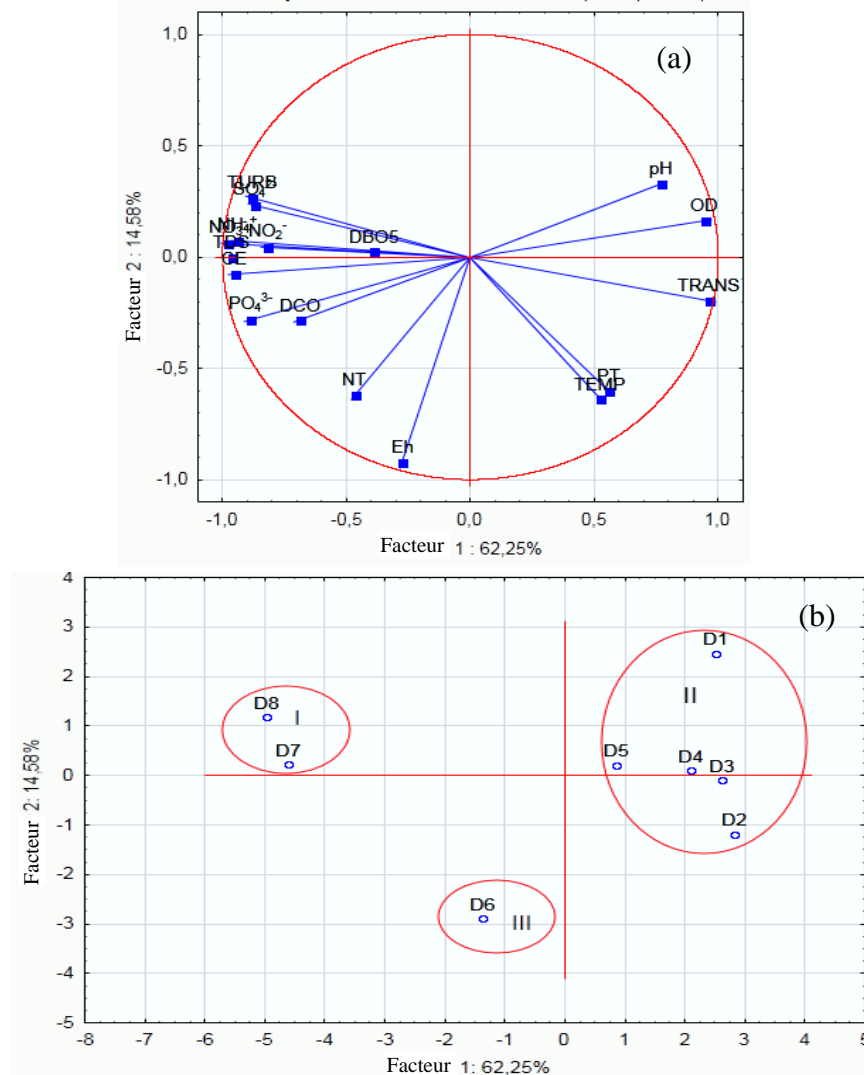 (a)
1,0
0,5
0,0
-0,5
-1,0
Facteur 2 : 14,58%
pH
OD
TRANS
PT
TEMP
TURB
SO₄
NO₂⁻
DBO5
CE
PO₄³⁻
DCO
NT
Eh
-1,0 -0,5 0,0 0,5 1,0
Facteur 1 : 62,25%
(b)
4
3
2
1
0
-1
-2
-3
-4
-5
Facteur 2: 14,58%
D1
II
D8
I
D7
D5
D4
D3
D2
D6
III
-8 -7 -6 -5 -4 -3 -2 -1 0 1 2 3 4 5
Facteur 1: 62,25%